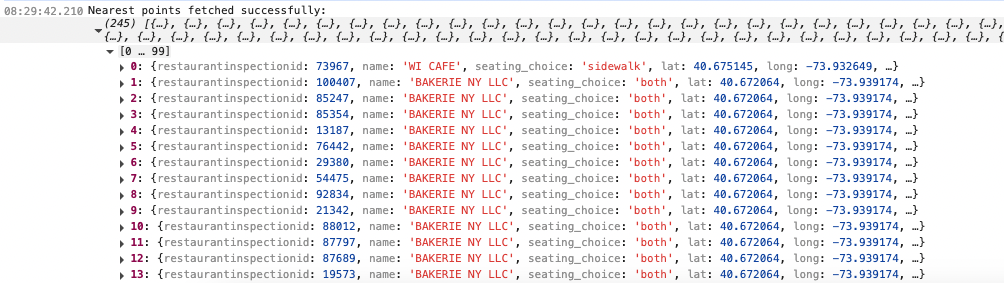 08:29:42.210 Nearest points fetched successfully:
(245) [{…}, {…}, {…}, {…}, {…}, {…}, {…}, {…}, {…}, {…}, {…}, {…}, {…}, {…}, {…}, {…}, {…}, {…}, {…}, {…}, {…}, {…}, {…}, {…},
{…}, {…}, {…}, {…}, {…}, {…}, {…}, {…}, {…}, {…}, {…}, {…}, {…}, {…}, {…}, {…}, {…}, {…}, {…}, {…}, {…}, {…}, {…}, {…}, {…},
[0 … 99]
0: {restaurantinspectionid: 73967, name: 'WI CAFE', seating_choice: 'sidewalk', lat: 40.675145, long: -73.932649, …}
1: {restaurantinspectionid: 100407, name: 'BAKERIE NY LLC', seating_choice: 'both', lat: 40.672064, long: -73.939174, …}
2: {restaurantinspectionid: 85247, name: 'BAKERIE NY LLC', seating_choice: 'both', lat: 40.672064, long: -73.939174, …}
3: {restaurantinspectionid: 85354, name: 'BAKERIE NY LLC', seating_choice: 'both', lat: 40.672064, long: -73.939174, …}
4: {restaurantinspectionid: 13187, name: 'BAKERIE NY LLC', seating_choice: 'both', lat: 40.672064, long: -73.939174, …}
5: {restaurantinspectionid: 76442, name: 'BAKERIE NY LLC', seating_choice: 'both', lat: 40.672064, long: -73.939174, …}
6: {restaurantinspectionid: 29380, name: 'BAKERIE NY LLC', seating_choice: 'both', lat: 40.672064, long: -73.939174, …}
7: {restaurantinspectionid: 54475, name: 'BAKERIE NY LLC', seating_choice: 'both', lat: 40.672064, long: -73.939174, …}
8: {restaurantinspectionid: 92834, name: 'BAKERIE NY LLC', seating_choice: 'both', lat: 40.672064, long: -73.939174, …}
9: {restaurantinspectionid: 21342, name: 'BAKERIE NY LLC', seating_choice: 'both', lat: 40.672064, long: -73.939174, …}
10: {restaurantinspectionid: 88012, name: 'BAKERIE NY LLC', seating_choice: 'both', lat: 40.672064, long: -73.939174, …}
11: {restaurantinspectionid: 87797, name: 'BAKERIE NY LLC', seating_choice: 'both', lat: 40.672064, long: -73.939174, …}
12: {restaurantinspectionid: 87689, name: 'BAKERIE NY LLC', seating_choice: 'both', lat: 40.672064, long: -73.939174, …}
13: {restaurantinspectionid: 19573, name: 'BAKERIE NY LLC', seating_choice: 'both', lat: 40.672064, long: -73.939174, …}